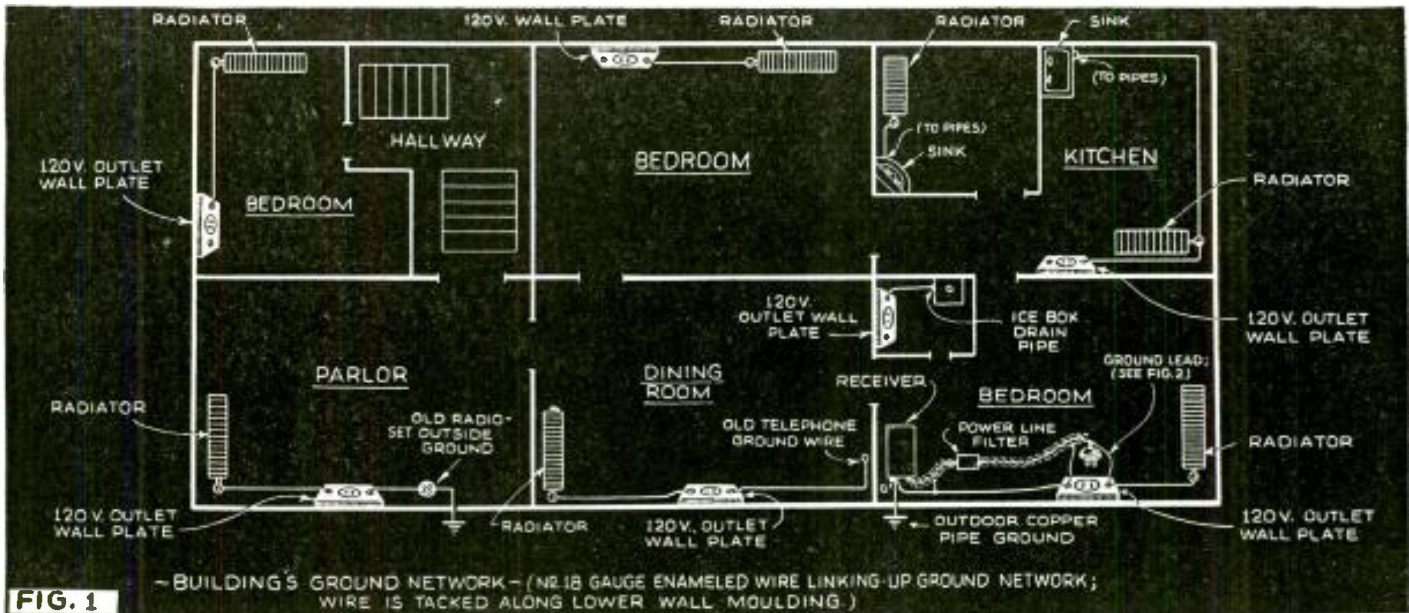 RADIATOR
120V. WALL PLATE
RADIATOR
RADIATOR
SINK
(TO PIPES)
HALLWAY
(TO PIPES)
SINK
BEDROOM
KITCHEN
120V. OUTLET
WALL PLATE
BEDROOM
RADIATOR
120V.
OUTLET WALL
PLATE
ICE BOX
DRAIN
PIPE
120V. OUTLET
WALL PLATE
GROUND LEAD;
(SEE FIG.2)
PARLOR
DINING
ROOM
RECEIVER
BEDROOM
RADIATOR
OLD RADIO-
SET OUTSIDE
GROUND
OLD TELEPHONE
GROUND WIRE
POWER LINE
FILTER
RADIATOR
120V. OUTLET
WALL PLATE
RADIATOR
120V. OUTLET
WALL PLATE
OUTDOOR COPPER
PIPE GROUND
120V. OUTLET
WALL PLATE
~BUILDING'S GROUND NETWORK~(NO. 18 GAUGE ENAMELED WIRE LINKING-UP GROUND NETWORK;
WIRE IS TACKED ALONG LOWER WALL MOULDING.)
FIG. 1